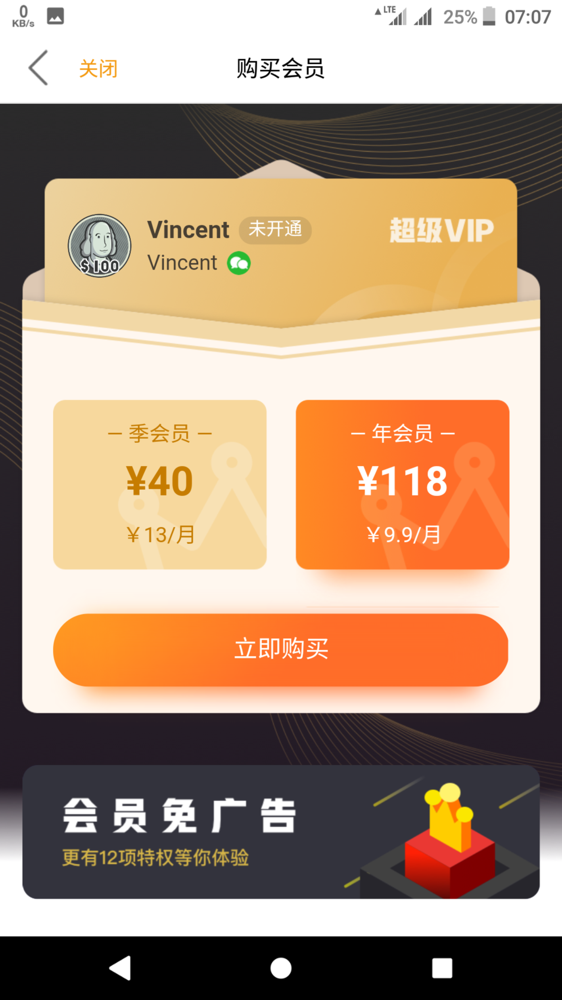 0
KB/s
LTE
25%
07:07
关闭
购买会员
Vincent
未开通
超级VIP
Vincent
$100
— 季会员 —
¥40
¥13/月
— 年会员 —
¥118
¥9.9/月
立即购买
会员免广告
更有12项特权等你体验